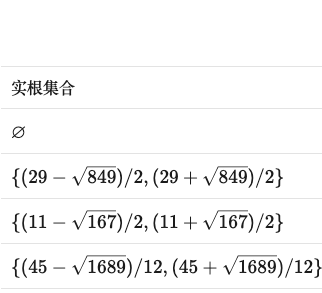 实根集合
∅
{(29 − √849)/2, (29 + √849)/2}
{(11 − √167)/2, (11 + √167)/2}
{(45 − √1689)/12, (45 + √1689)/12}